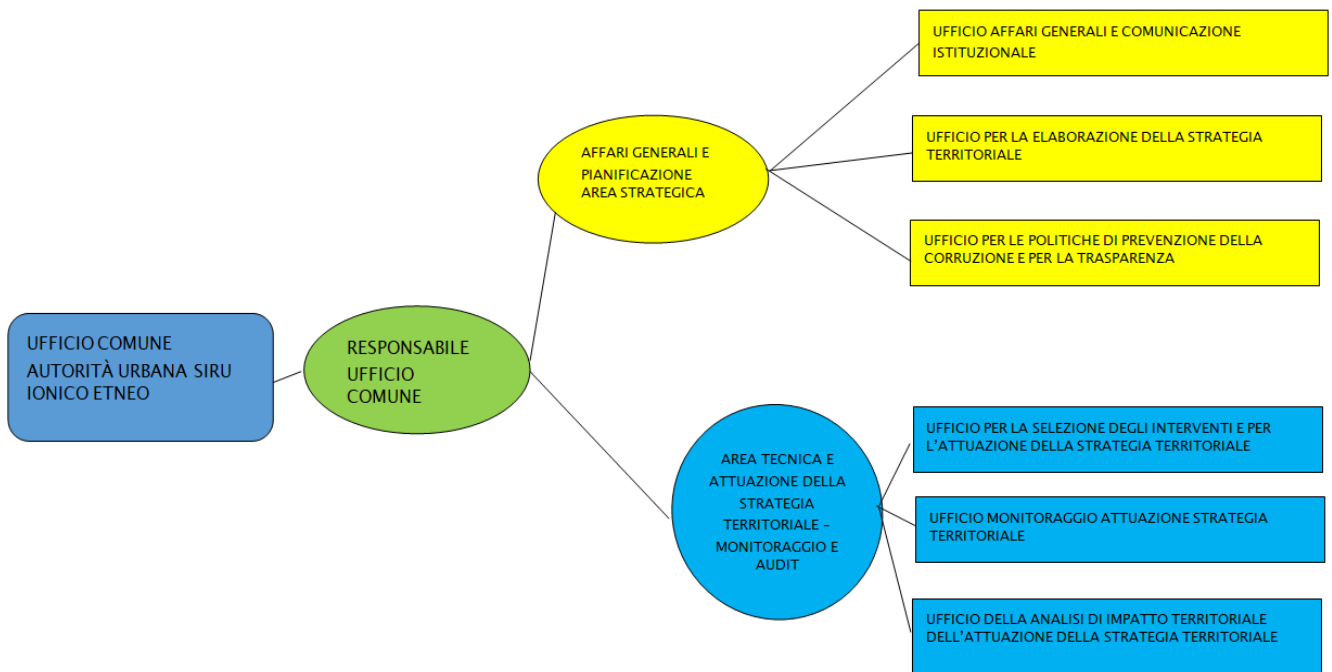 UFFICIO COMUNE
AUTORITÀ URBANA SIRU
IONICO ETNEO
RESPONSABILE
UFFICIO
COMUNE
AFFARI GENERALI E
PIANIFICAZIONE
AREA STRATEGICA
UFFICIO AFFARI GENERALI E COMUNICAZIONE
ISTITUZIONALE
UFFICIO PER LA ELABORAZIONE DELLA STRATEGIA
TERRITORIALE
UFFICIO PER LE POLITICHE DI PREVENZIONE DELLA
CORRUZIONE E PER LA TRASPARENZA
AREA TECNICA E
ATTUAZIONE DELLA
STRATEGIA
TERRITORIALE –
MONITORAGGIO E
AUDIT
UFFICIO PER LA SELEZIONE DEGLI INTERVENTI E PER
L’ATTUAZIONE DELLA STRATEGIA TERRITORIALE
UFFICIO MONITORAGGIO ATTUAZIONE STRATEGIA
TERRITORIALE
UFFICIO DELLA ANALISI DI IMPATTO TERRITORIALE
DELL’ATTUAZIONE DELLA STRATEGIA TERRITORIALE